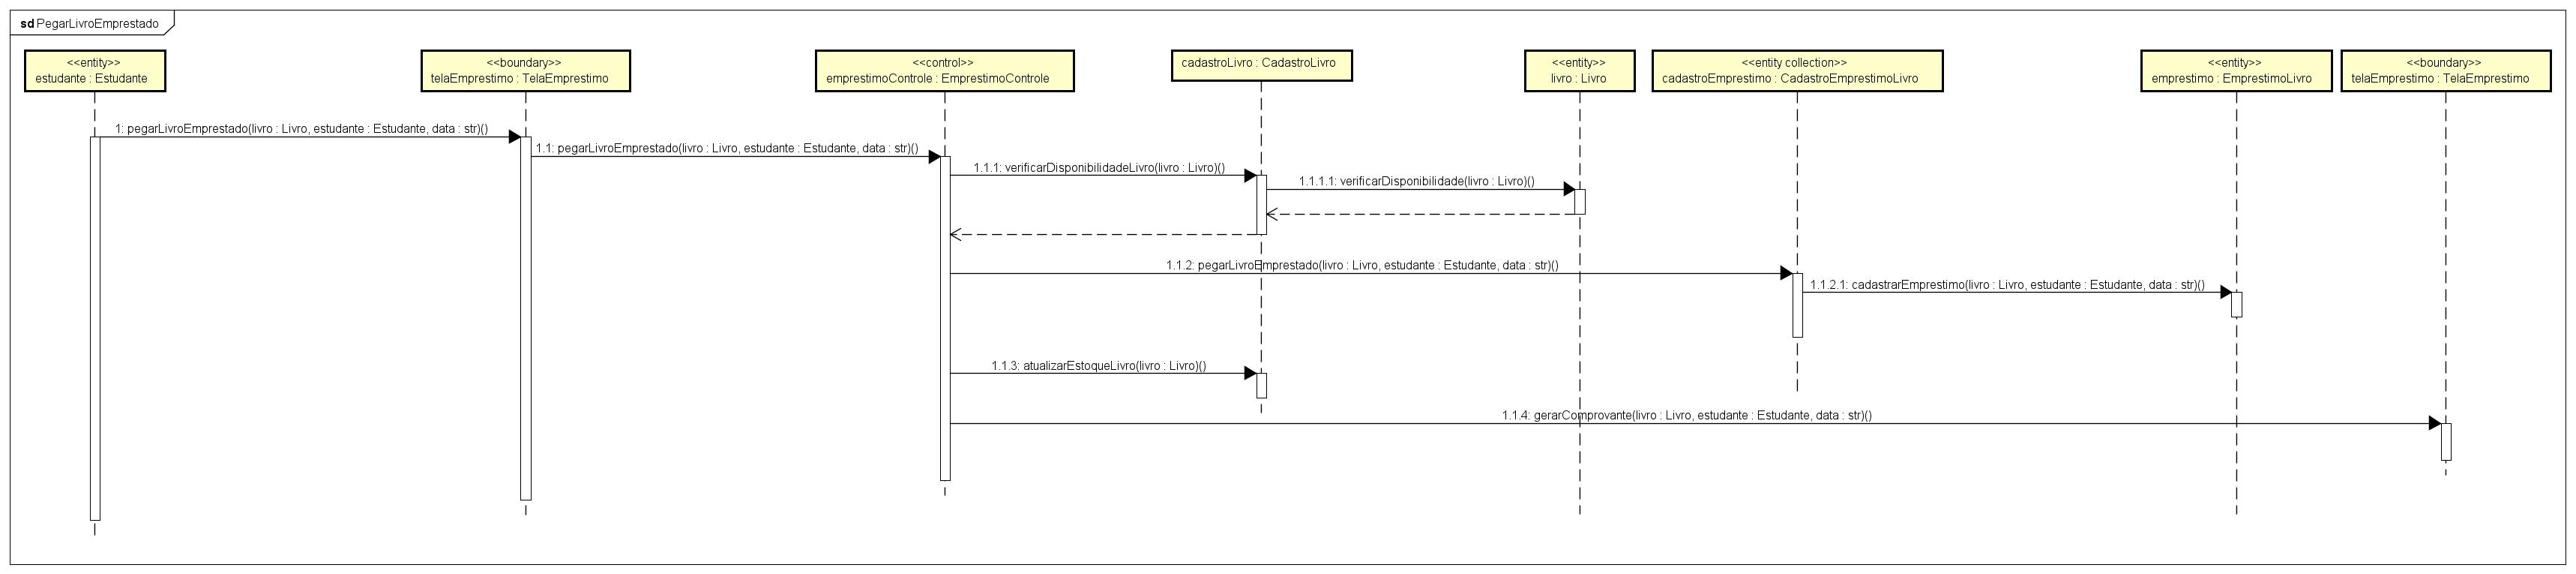 sd PegarLivroEmprestado
<<entity>>
estudante : Estudante
<<boundary>>
telaEmprestimo : TelaEmprestimo
<<control>>
emprestimoControle : EmprestimoControle
cadastroLivro : CadastroLivro
<<entity>>
livro : Livro
<<entity collection>>
cadastroEmprestimo : CadastroEmprestimoLivro
<<entity>>
emprestimo : EmprestimoLivro
<<boundary>>
telaEmprestimo : TelaEmprestimo
1: pegarLivroEmprestado(livro : Livro, estudante : Estudante, data : str)()
1.1: pegarLivroEmprestado(livro : Livro, estudante : Estudante, data : str)()
1.1.1: verificarDisponibilidadeLivro(livro : Livro)()
1.1.1.1: verificarDisponibilidade(livro : Livro)()
1.1.2: pegarLivroEmprestado(livro : Livro, estudante : Estudante, data : str)()
1.1.2.1: cadastrarEmprestimo(livro : Livro, estudante : Estudante, data : str)()
1.1.3: atualizarEstoqueLivro(livro : Livro)()
1.1.4: gerarComprovante(livro : Livro, estudante : Estudante, data : str)()